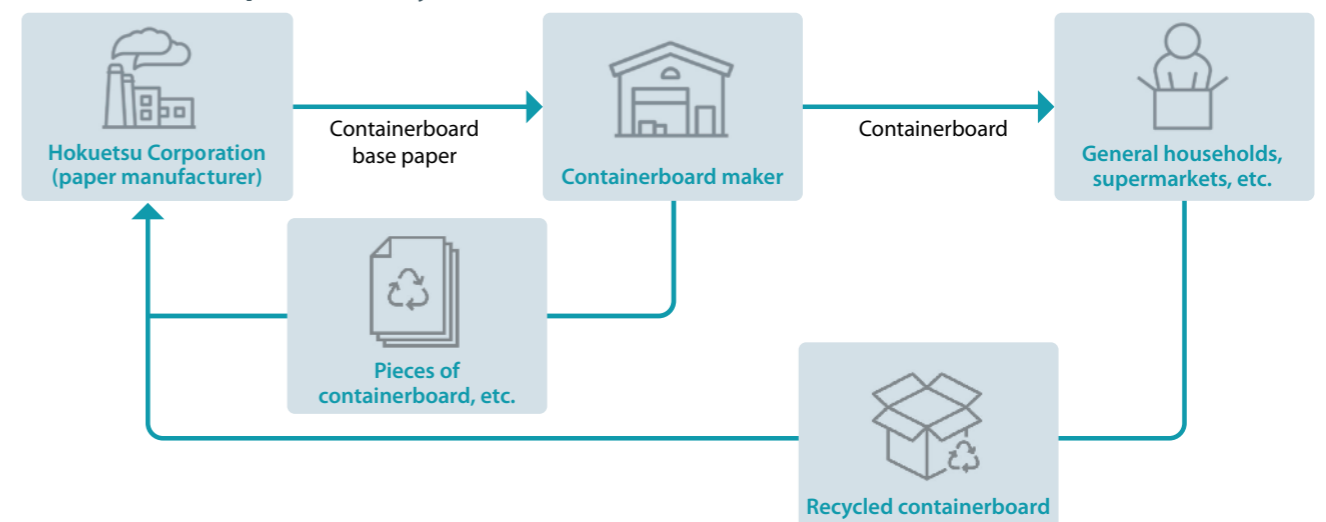 Hokuetsu Corporation
(paper manufacturer)
Containerboard
base paper
Containerboard maker
Containerboard
General households,
supermarkets, etc.
Pieces of
containerboard, etc.
Recycled containerboard